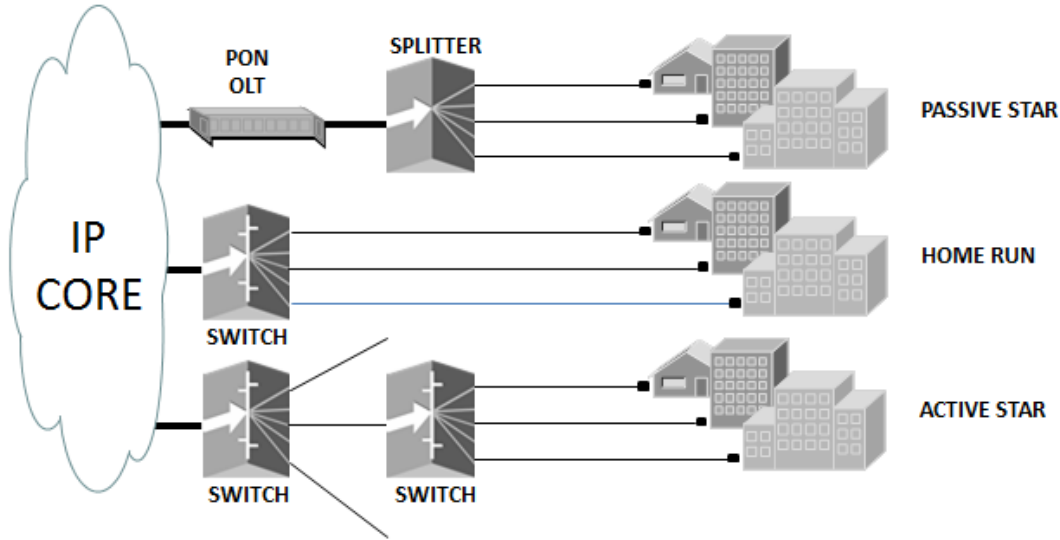 SPLITTER
PON
OLT
PASSIVE STAR
IP
CORE
HOME RUN
SWITCH
ACTIVE STAR
SWITCH
SWITCH